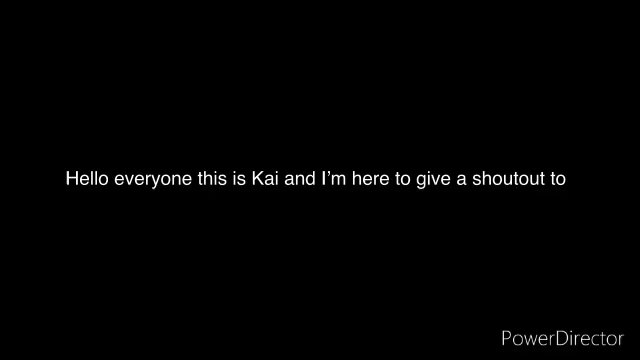 Hello everyone this is Kai and I’m here to give a shoutout to
PowerDirector